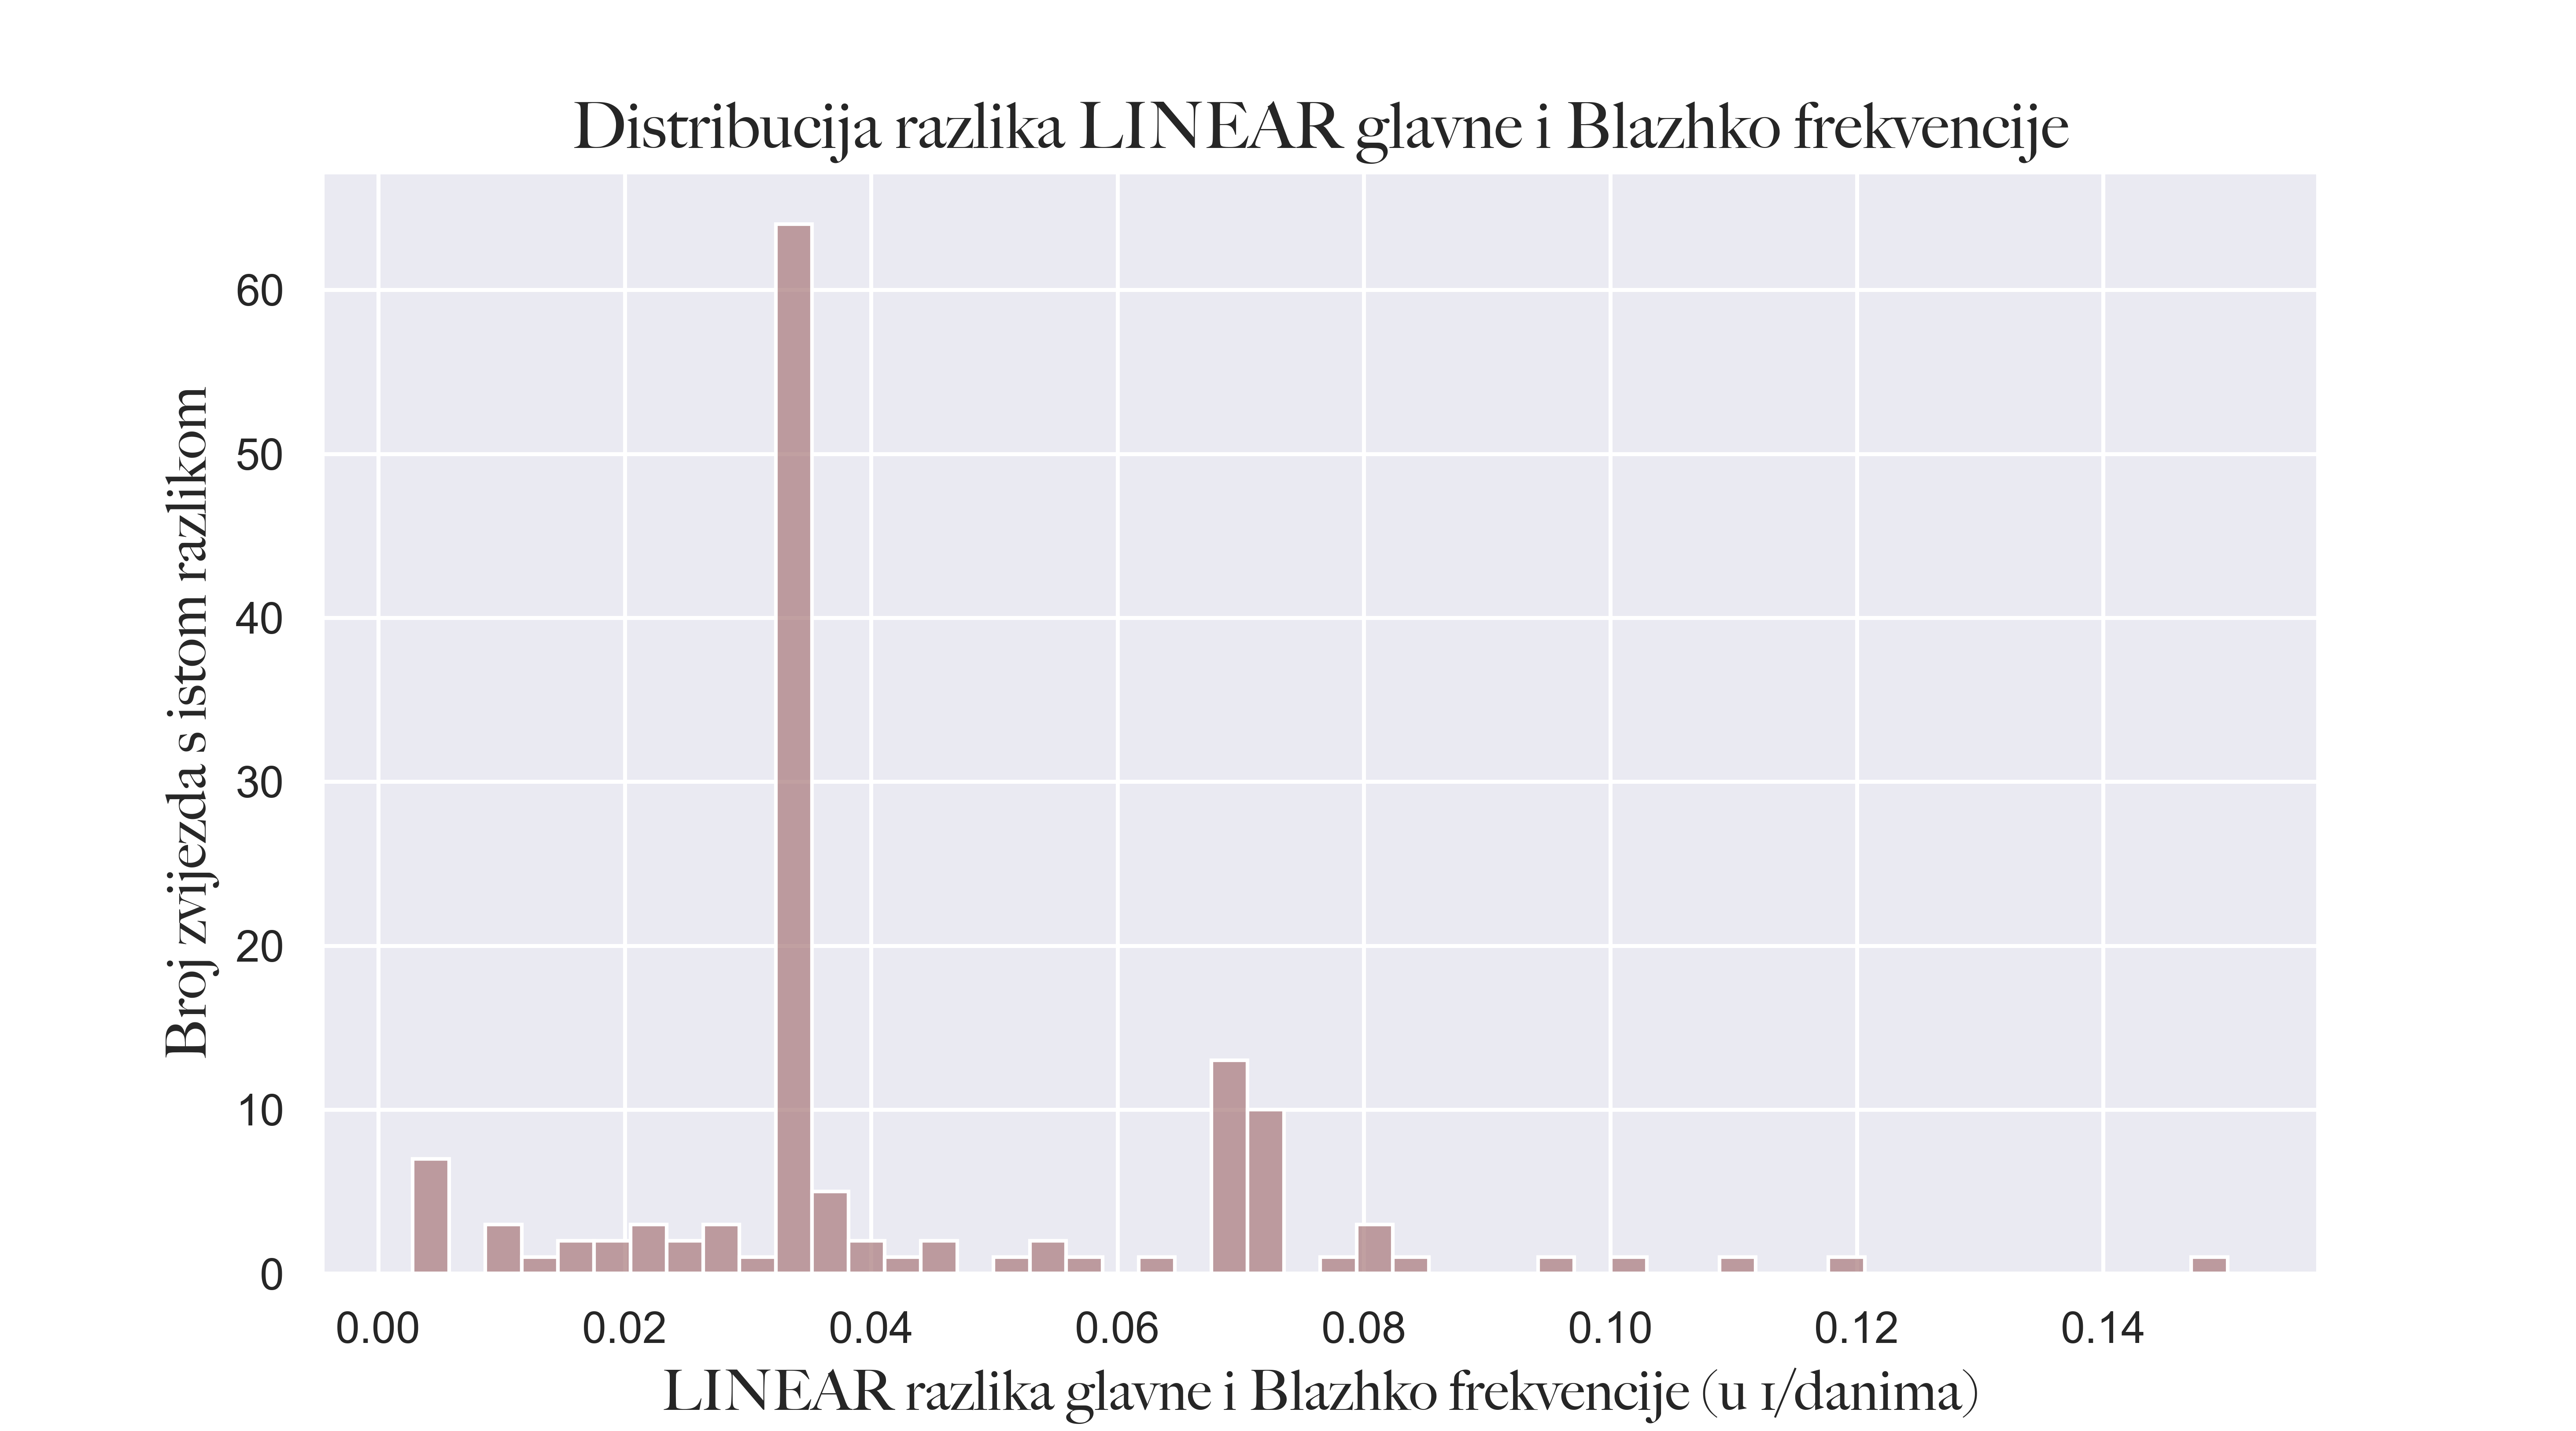 Distribucija razlika LINEAR glavne i Blazhko frekvencije
Broj zvijezda s istom razlikom
60
50
40
30
20
10
0
0.00 0.02 0.04 0.06 0.08 0.10 0.12 0.14
LINEAR razlika glavne i Blazhko frekvencije (u 1/danima)